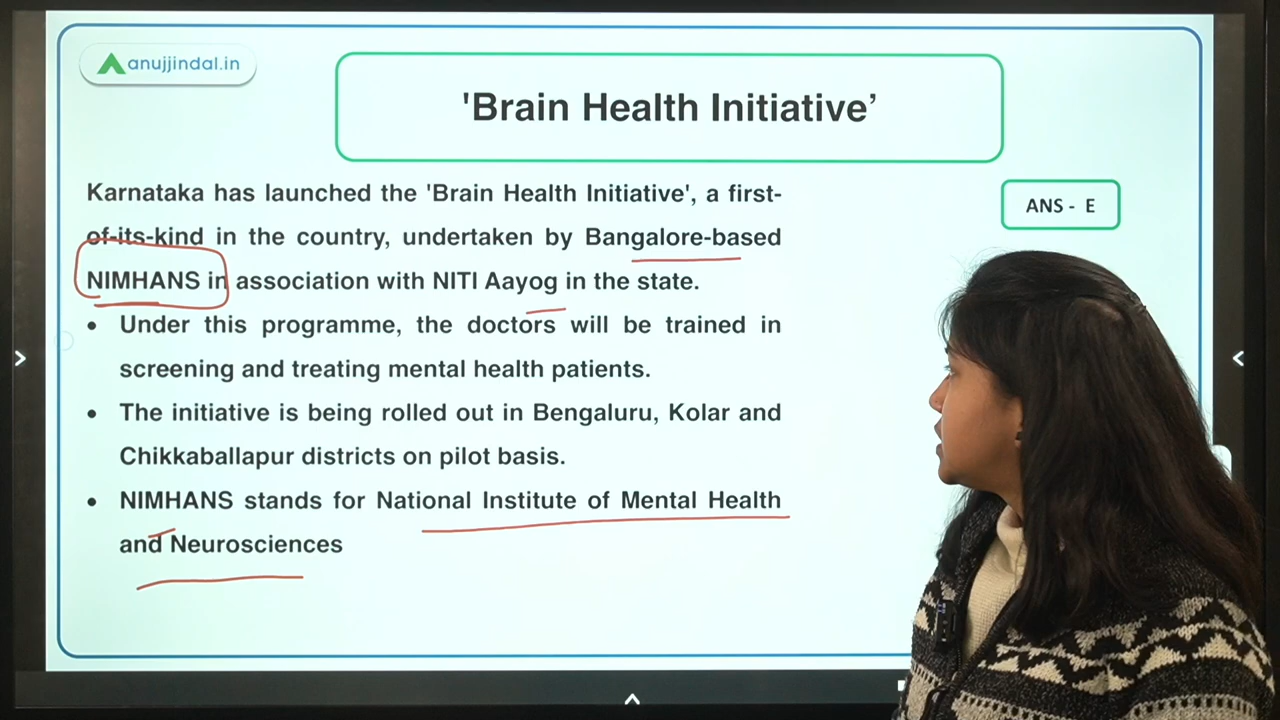 anujjindal.in
'Brain Health Initiative’
Karnataka has launched the 'Brain Health Initiative', a first-
of-its-kind in the country, undertaken by Bangalore-based
NIMHANS in association with NITI Aayog in the state.
ANS - E
• Under this programme, the doctors will be trained in
screening and treating mental health patients.
• The initiative is being rolled out in Bengaluru, Kolar and
Chikkaballapur districts on pilot basis.
• NIMHANS stands for National Institute of Mental Health
and Neurosciences